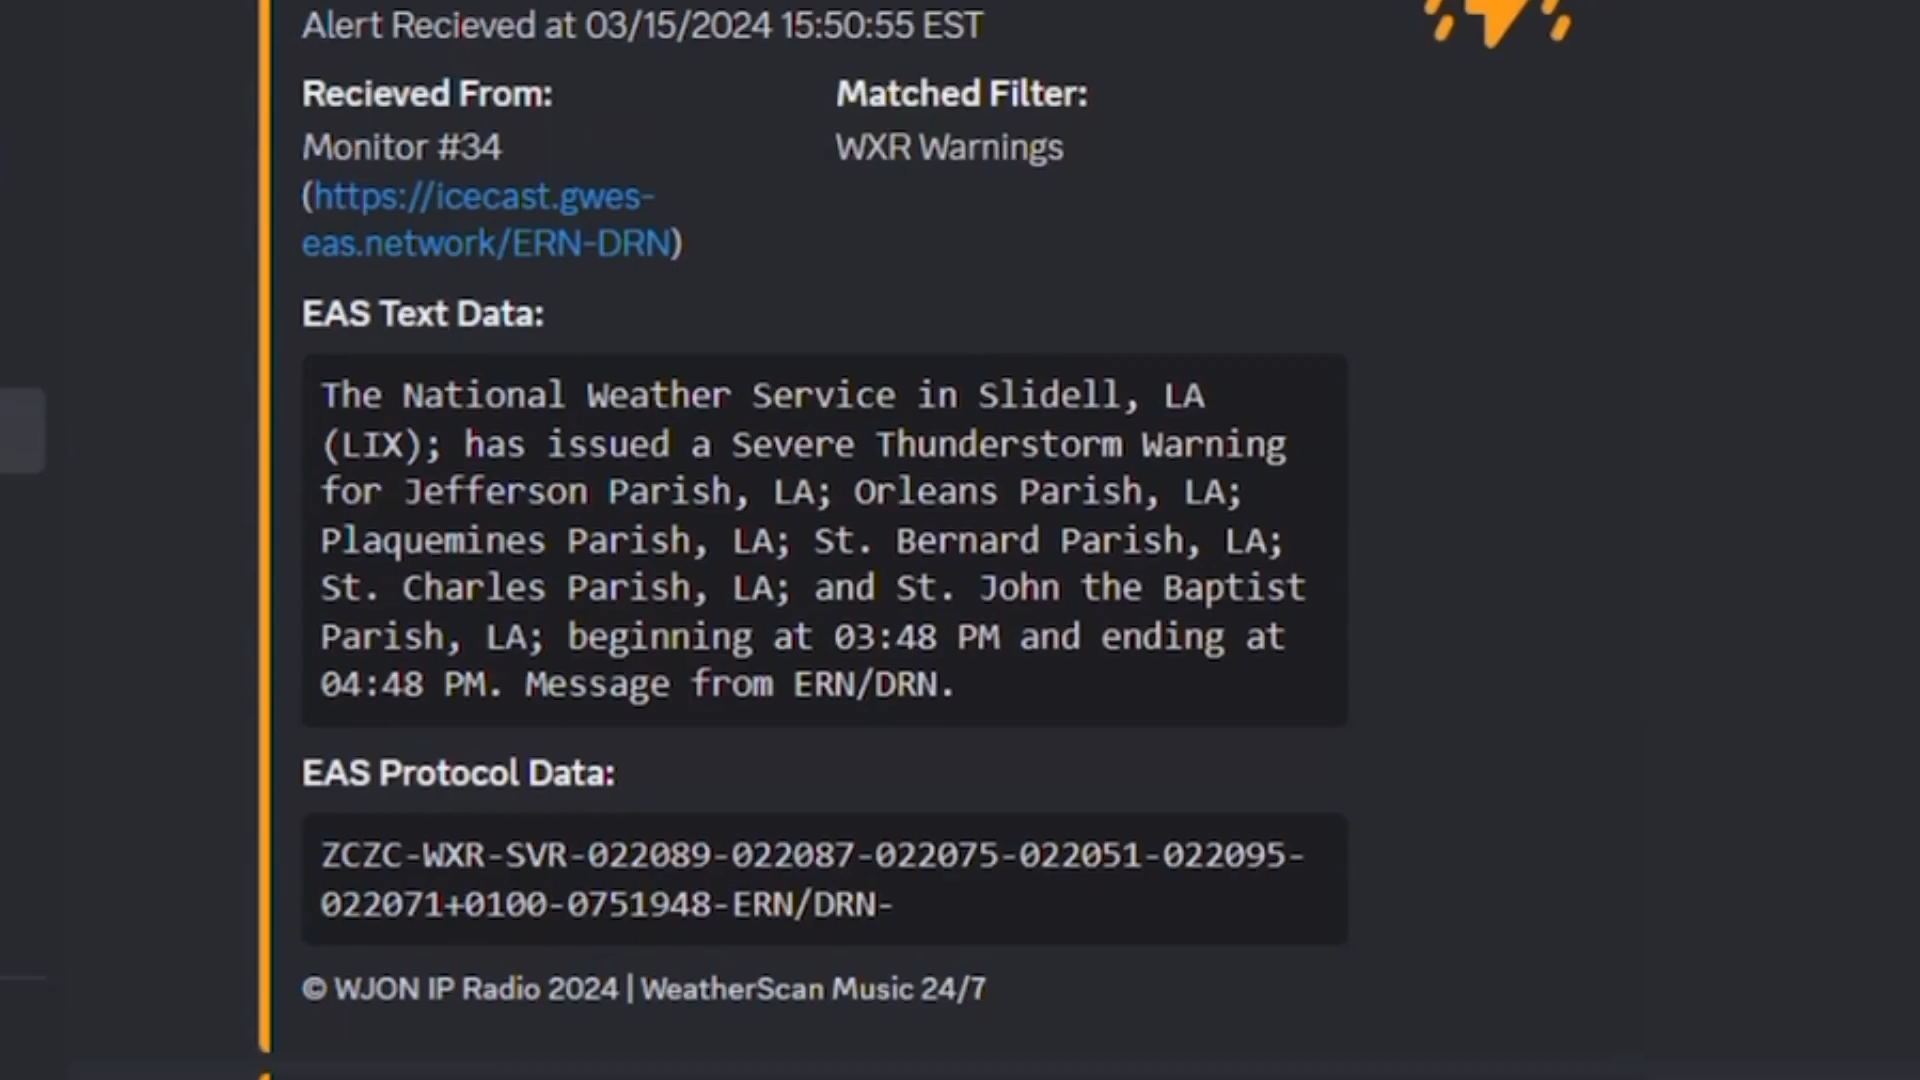 Alert Recieved at 03/15/2024 15:50:55 EST
Recieved From:
Matched Filter:
Monitor #34
WXR Warnings
(https://icecast.gwes-
eas.network/ERN-DRN)
EAS Text Data:
The National Weather Service in Slidell, LA
(LIX); has issued a Severe Thunderstorm Warning
for Jefferson Parish, LA; Orleans Parish, LA;
Plaquemines Parish, LA; St. Bernard Parish, LA;
St. Charles Parish, LA; and St. John the Baptist
Parish, LA; beginning at 03:48 PM and ending at
04:48 PM. Message from ERN/DRN.
EAS Protocol Data:
ZCZC-WXR-SVR-022089-022087-022075-022051-022095-
022071+0100-0751948-ERN/DRN-
© WJON IP Radio 2024 | WeatherScan Music 24/7